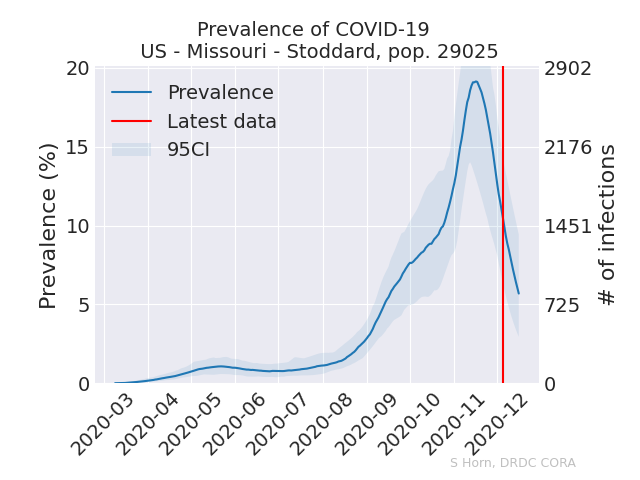 Prevalence of COVID-19
US - Missouri - Stoddard, pop. 29025
Prevalence (%)
20
15
10
5
0
Prevalence
Latest data
95CI
2902
2176
1451
725
0
# of infections
2020-03
2020-04
2020-05
2020-06
2020-07
2020-08
2020-09
2020-10
2020-11
2020-12
S Horn, DRDC CORA